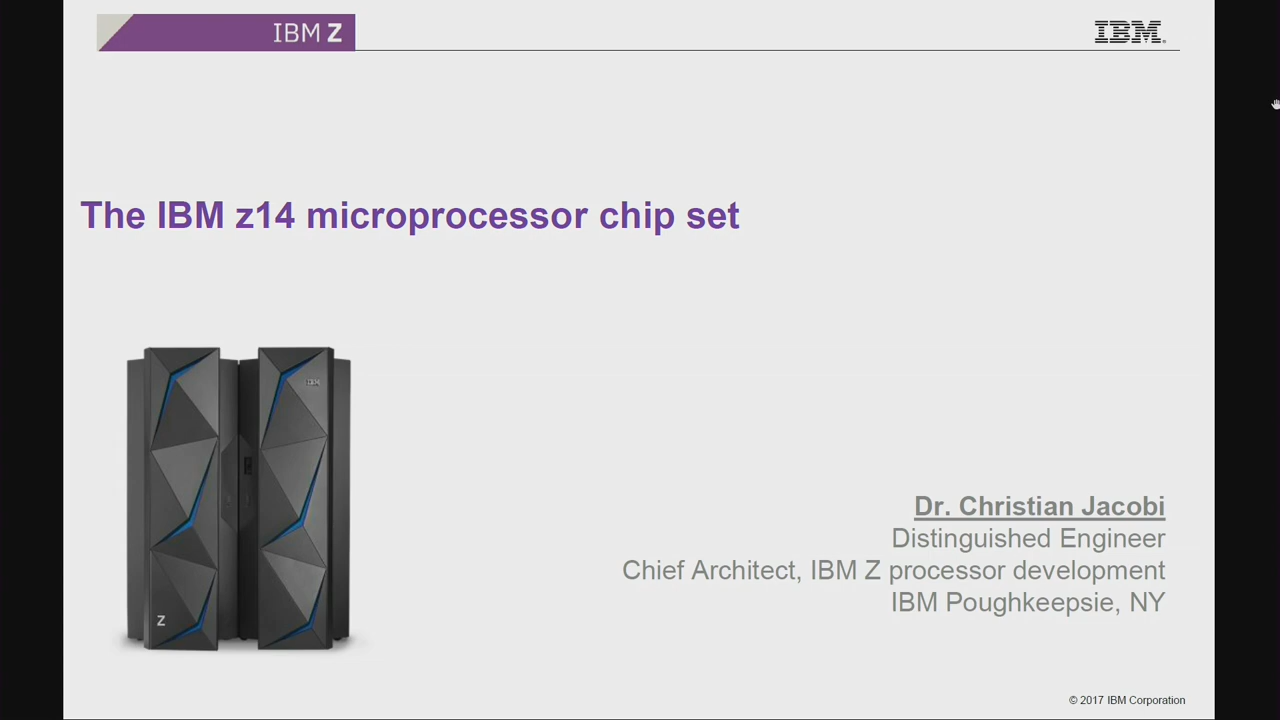 IBM Z
IBM®
The IBM z14 microprocessor chip set
IBM
Z
Dr. Christian Jacobi
Distinguished Engineer
Chief Architect, IBM Z processor development
IBM Poughkeepsie, NY
© 2017 IBM Corporation